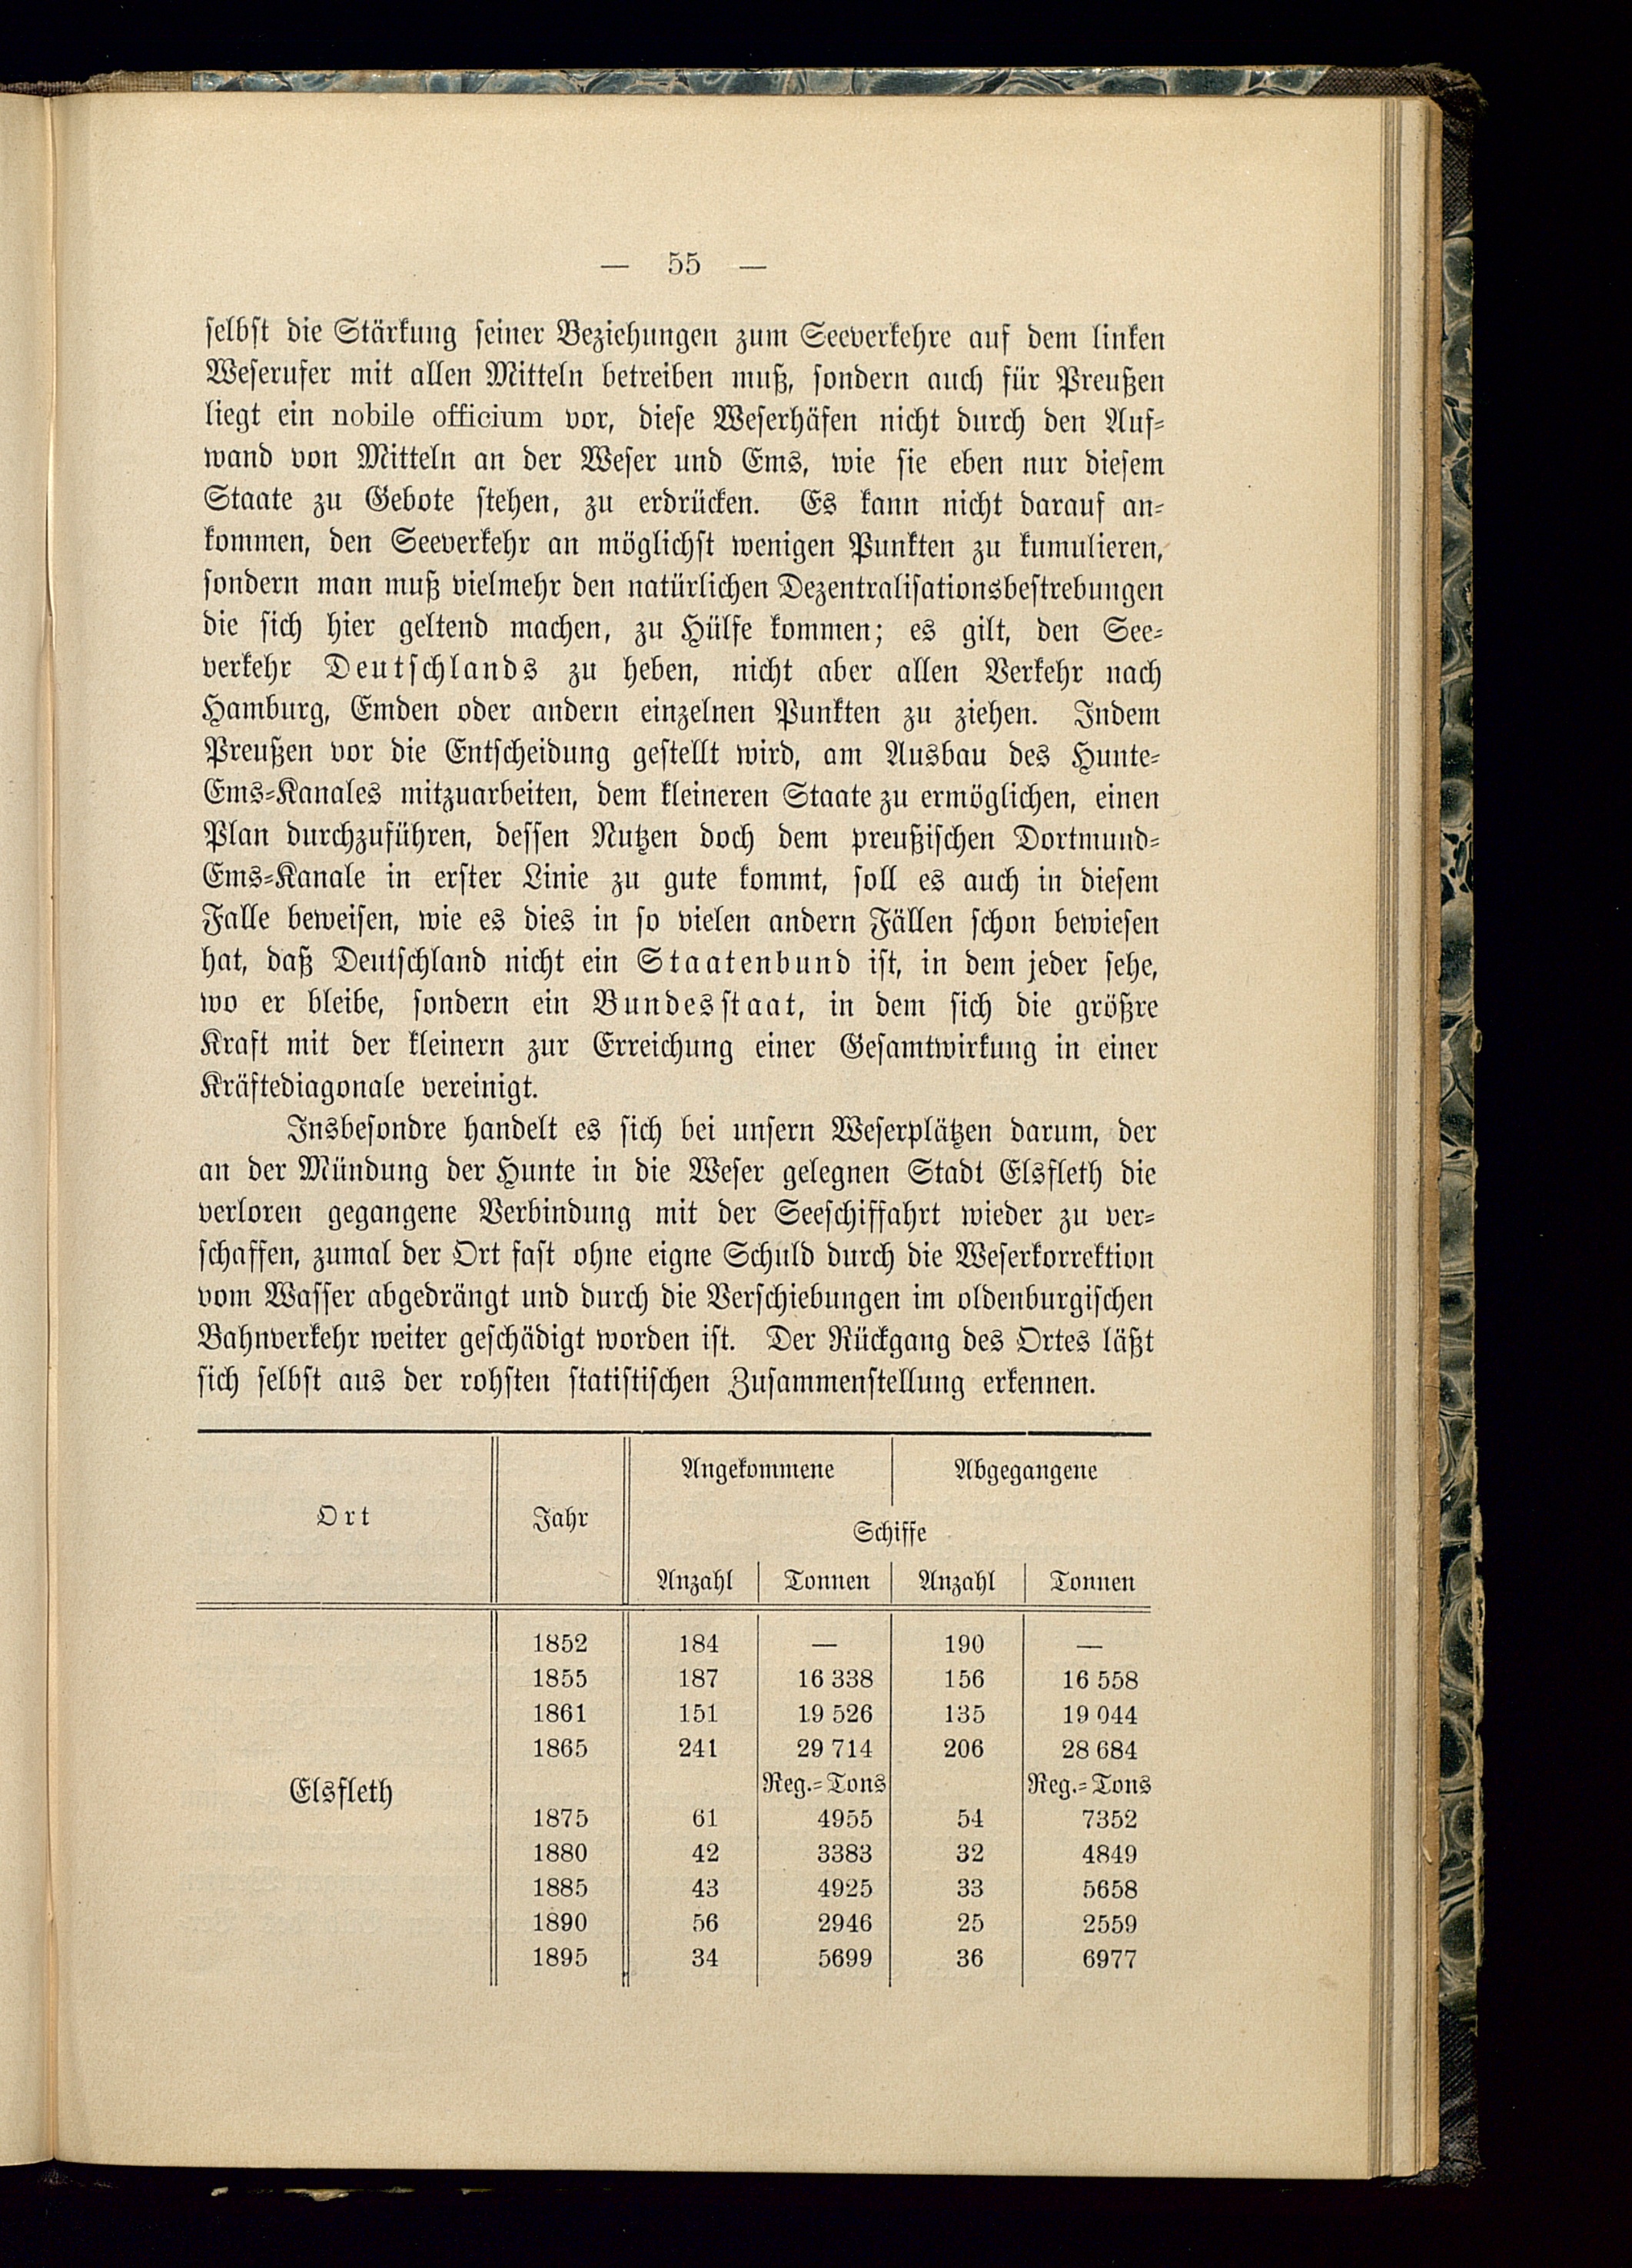 — 55 —
selbst die Stärkung seiner Beziehungen zum Seeverkehre auf dem linken
Weserufer mit allen Mitteln betreiben muß, sondern auch für Preußen
liegt ein nobile officium vor, diese Weserhäfen nicht durch den Auf-
wand von Mitteln an der Weser und Ems, wie sie eben nur diesem
Staate zu Gebote stehen, zu erdrücken. Es kann nicht darauf an-
kommen, den Seeverkehr an möglichst wenigen Punkten zu kumulieren,
sondern man muß vielmehr den natürlichen Dezentralisationsbestrebungen
die sich hier geltend machen, zu Hülfe kommen; es gilt, den See-
verkehr Deutschlands zu heben, nicht aber allen Verkehr nach
Hamburg, Emden oder andern einzelnen Punkten zu ziehen. Indem
Preußen vor die Entscheidung gestellt wird, am Ausbau des Hunte-
Ems-Kanales mitzuarbeiten, dem kleineren Staate zu ermöglichen, einen
Plan durchzuführen, dessen Nutzen doch dem preußischen Dortmund-
Ems-Kanale in erster Linie zu gute kommt, soll es auch in diesem
Falle beweisen, wie es dies in so vielen andern Fällen schon bewiesen
hat, daß Deutschland nicht ein Staatenbund ist, in dem jeder sehe,
wo er bleibe, sondern ein Bundesstaat, in dem sich die größre
Kraft mit der kleinern zur Erreichung einer Gesamtwirkung in einer
Kräftediagonale vereinigt.
Insbesondre handelt es sich bei unsern Weserplätzen darum, der
an der Mündung der Hunte in die Weser gelegnen Stadt Elsfleth die
verloren gegangene Verbindung mit der Seeschiffahrt wieder zu ver-
schaffen, zumal der Ort fast ohne eigne Schuld durch die Weserkorrektion
vom Wasser abgedrängt und durch die Verschiebungen im oldenburgischen
Bahnverkehr weiter geschädigt worden ist. Der Rückgang des Ortes läßt
sich selbst aus der rohsten statistischen Zusammenstellung erkennen.
Angekommene Abgegangene
Ort Jahr Schiffe
Anzahl Tonnen Anzahl Tonnen
1852 184 — 190 —
1855 187 16 338 156 16 558
1861 151 19 526 135 19 044
1865 241 29 714 206 28 684
Elsfleth Reg.-Tons Reg.-Tons
1875 61 4955 54 7352
1880 42 3383 32 4849
1885 43 4925 33 5658
1890 56 2946 25 2559
1895 34 5699 36 6977